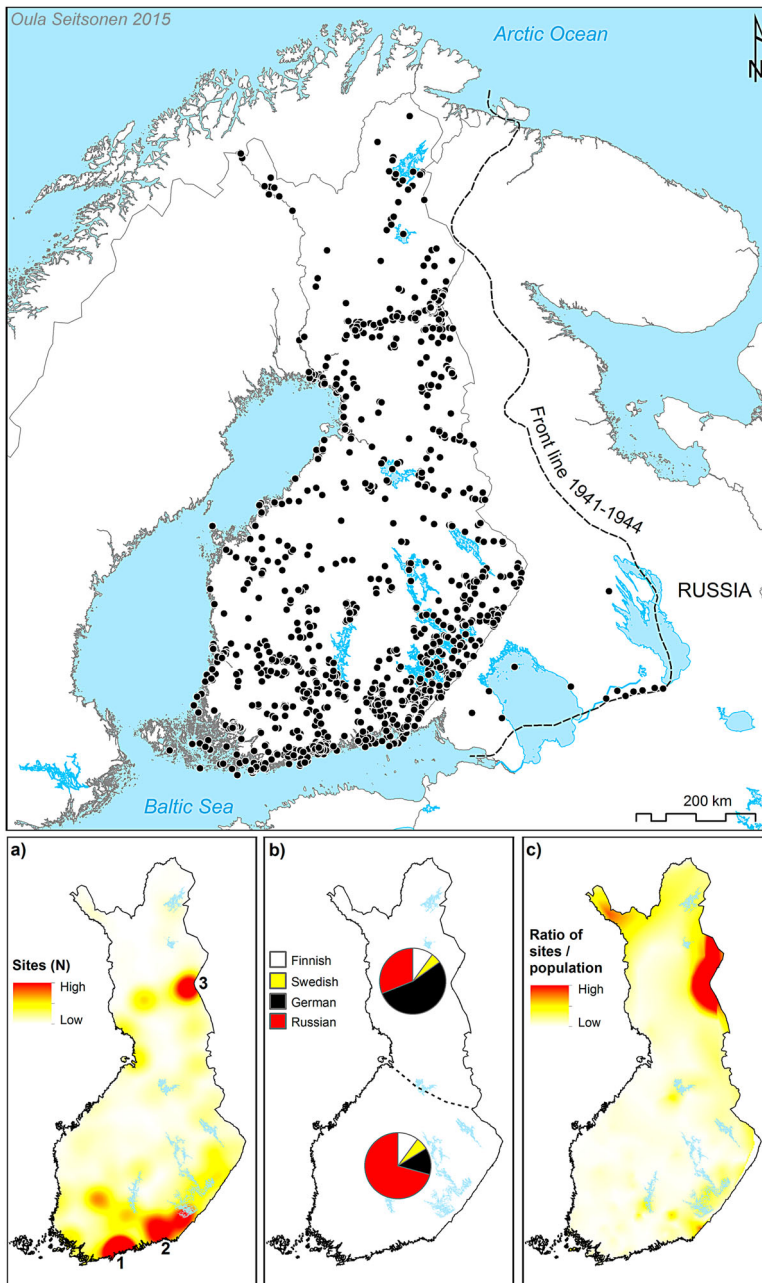 Oula Seitsonen 2015
Arctic Ocean
N
Front line 1941-1944
RUSSIA
200 km
Baltic Sea
a)
Sites (N)
High
Low
3
1
2
b)
Finnish
Swedish
German
Russian
c)
Ratio of
sites /
population
High
Low